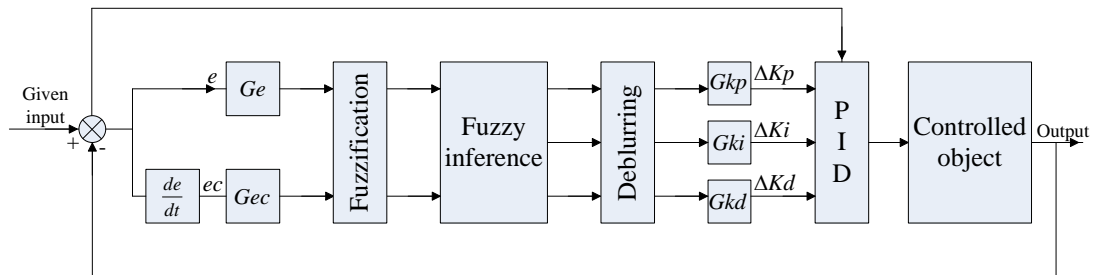 Given
input
+
-
e
Ge
de
dt
ec
Gec
Fuzzification
Fuzzy
inference
Deblurring
Gkp
ΔKp
Gki
ΔKi
Gkd
ΔKd
P
I
D
Controlled
object
Output